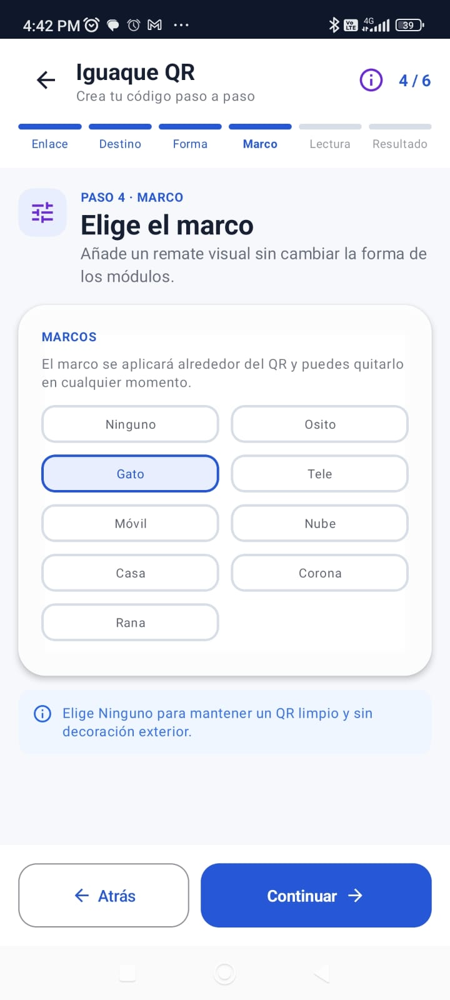 4:42 PM
4G
Vo
LTE
39
Iguaque QR
Crea tu código paso a paso
4 / 6
Enlace
Destino
Forma
Marco
Lectura
Resultado
PASO 4 · MARCO
Elige el marco
Añade un remate visual sin cambiar la forma de
los módulos.
MARCOS
El marco se aplicará alrededor del QR y puedes quitarlo
en cualquier momento.
Ninguno
Osito
Gato
Tele
Móvil
Nube
Casa
Corona
Rana
Elige Ninguno para mantener un QR limpio y sin
decoración exterior.
Atrás
Continuar